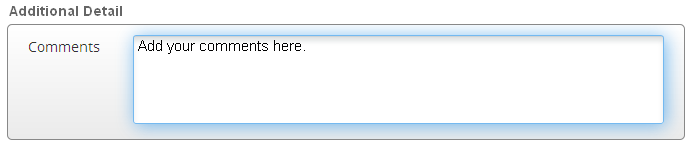 Additional Detail
Comments
Add your comments here.